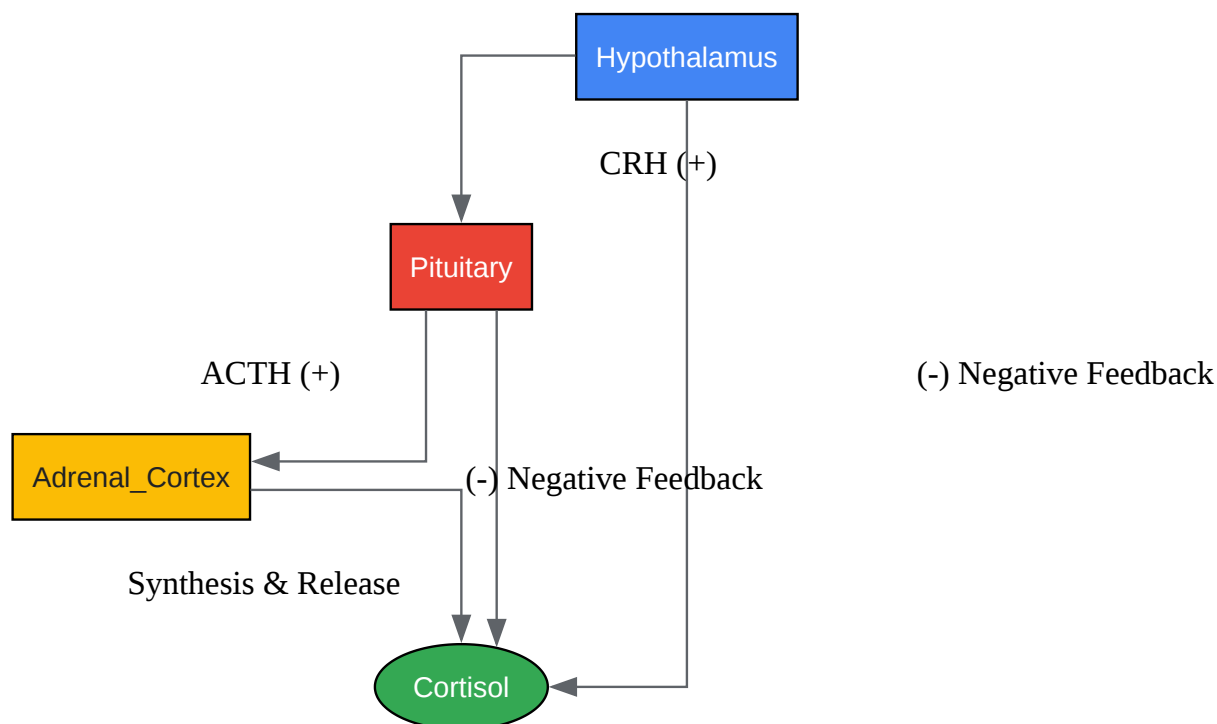 Hypothalamus
CRH (+)
Pituitary
ACTH (+)
(-) Negative Feedback
Adrenal_Cortex
(-) Negative Feedback
Synthesis & Release
Cortisol